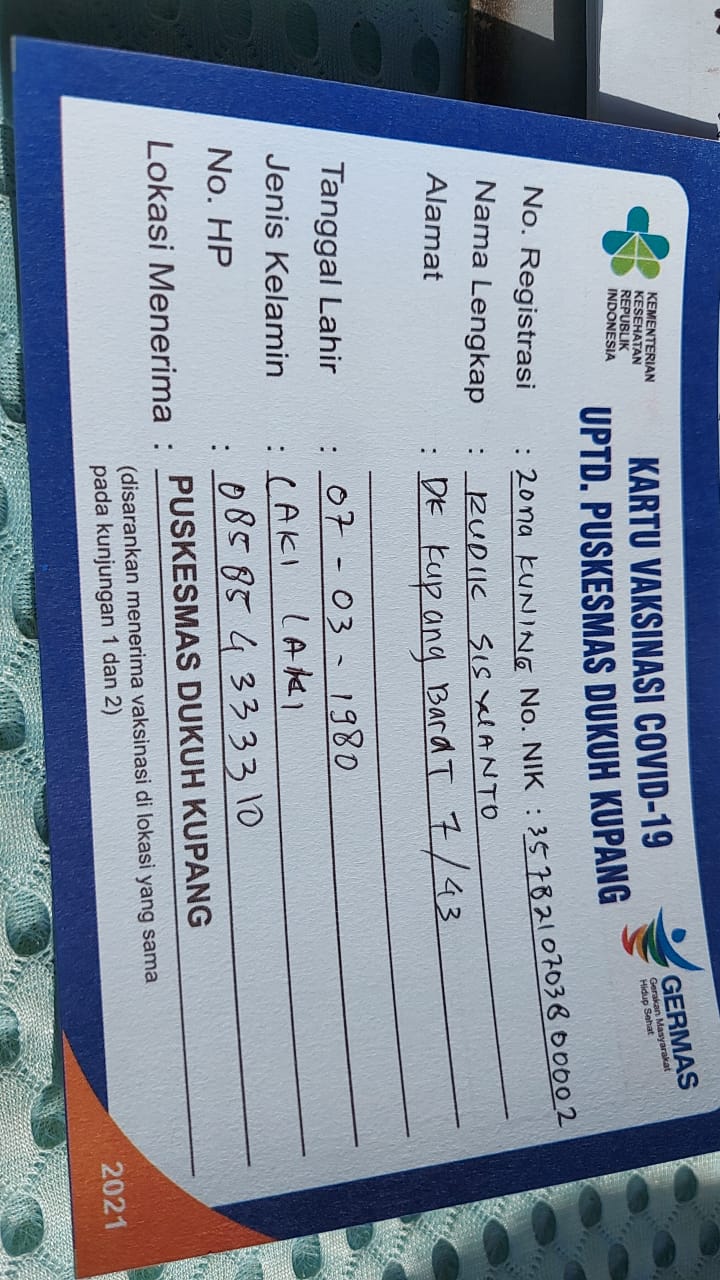 KEMENTERIAN
KESEHATAN
REPUBLIK
INDONESIA
KARTU VAKSINASI COVID-19
UPTD. PUSKESMAS DUKUH KUPANG
GERMAS
Gerakan Masyarakat
Hidup Sehat
No. Registrasi : ZONA KUNING No. NIK : 3578210703800002
Nama Lengkap : RUDIK
Alamat : DK Kupang Barat 7/43
Tanggal Lahir : 07-03-1980
Jenis Kelamin : LAKI LAKI
No. HP : 085854333310
Lokasi Menerima : PUSKESMAS DUKUH KUPANG
(disarankan menerima vaksinasi di lokasi yang sama
pada kunjungan 1 dan 2)
2021